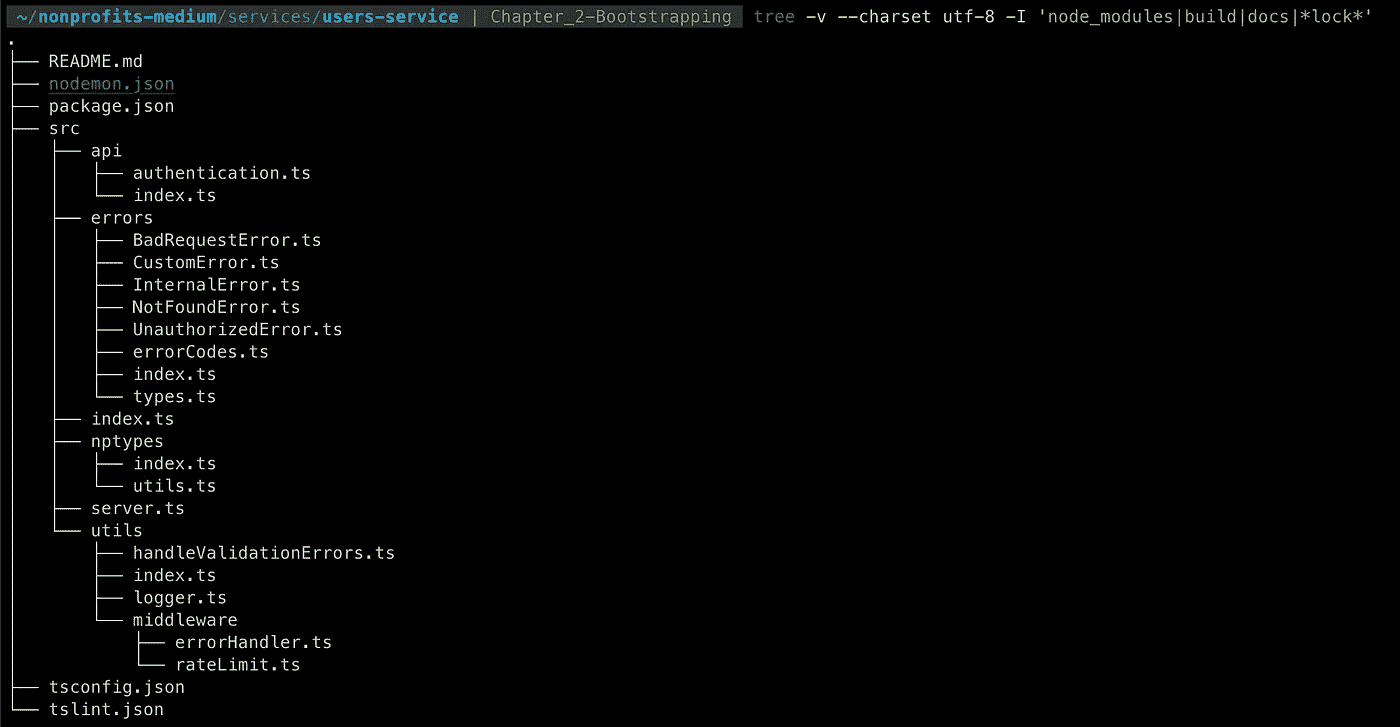 ~/nonprofits-medium/services/users-service | Chapter_2-Bootstrapping tree -v --charset utf-8 -I 'node_modules|build|docs|*lock*'
.
├── README.md
├── nodemon.json
├── package.json
├── src
│   ├── api
│   │   ├── authentication.ts
│   │   └── index.ts
│   ├── errors
│   │   ├── BadRequestError.ts
│   │   ├── CustomError.ts
│   │   ├── InternalError.ts
│   │   ├── NotFoundError.ts
│   │   ├── UnauthorizedError.ts
│   │   ├── errorCodes.ts
│   │   ├── index.ts
│   │   └── types.ts
│   ├── index.ts
│   ├── nptypes
│   │   ├── index.ts
│   │   └── utils.ts
│   ├── server.ts
│   └── utils
│       ├── handleValidationErrors.ts
│       ├── index.ts
│       ├── logger.ts
│       └── middleware
│           ├── errorHandler.ts
│           └── rateLimit.ts
├── tsconfig.json
└── tslint.json